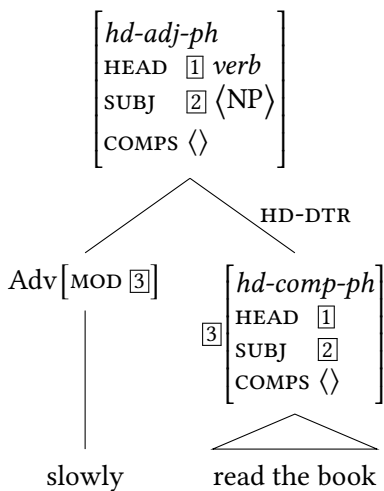 hd-adj-ph
HEAD 1 verb
SUBJ 2 ⟨NP⟩
COMPS ⟨⟩
HD-DTR
Adv[MOD 3]
3
hd-comp-ph
HEAD 1
SUBJ 2
COMPS ⟨⟩
slowly
read the book